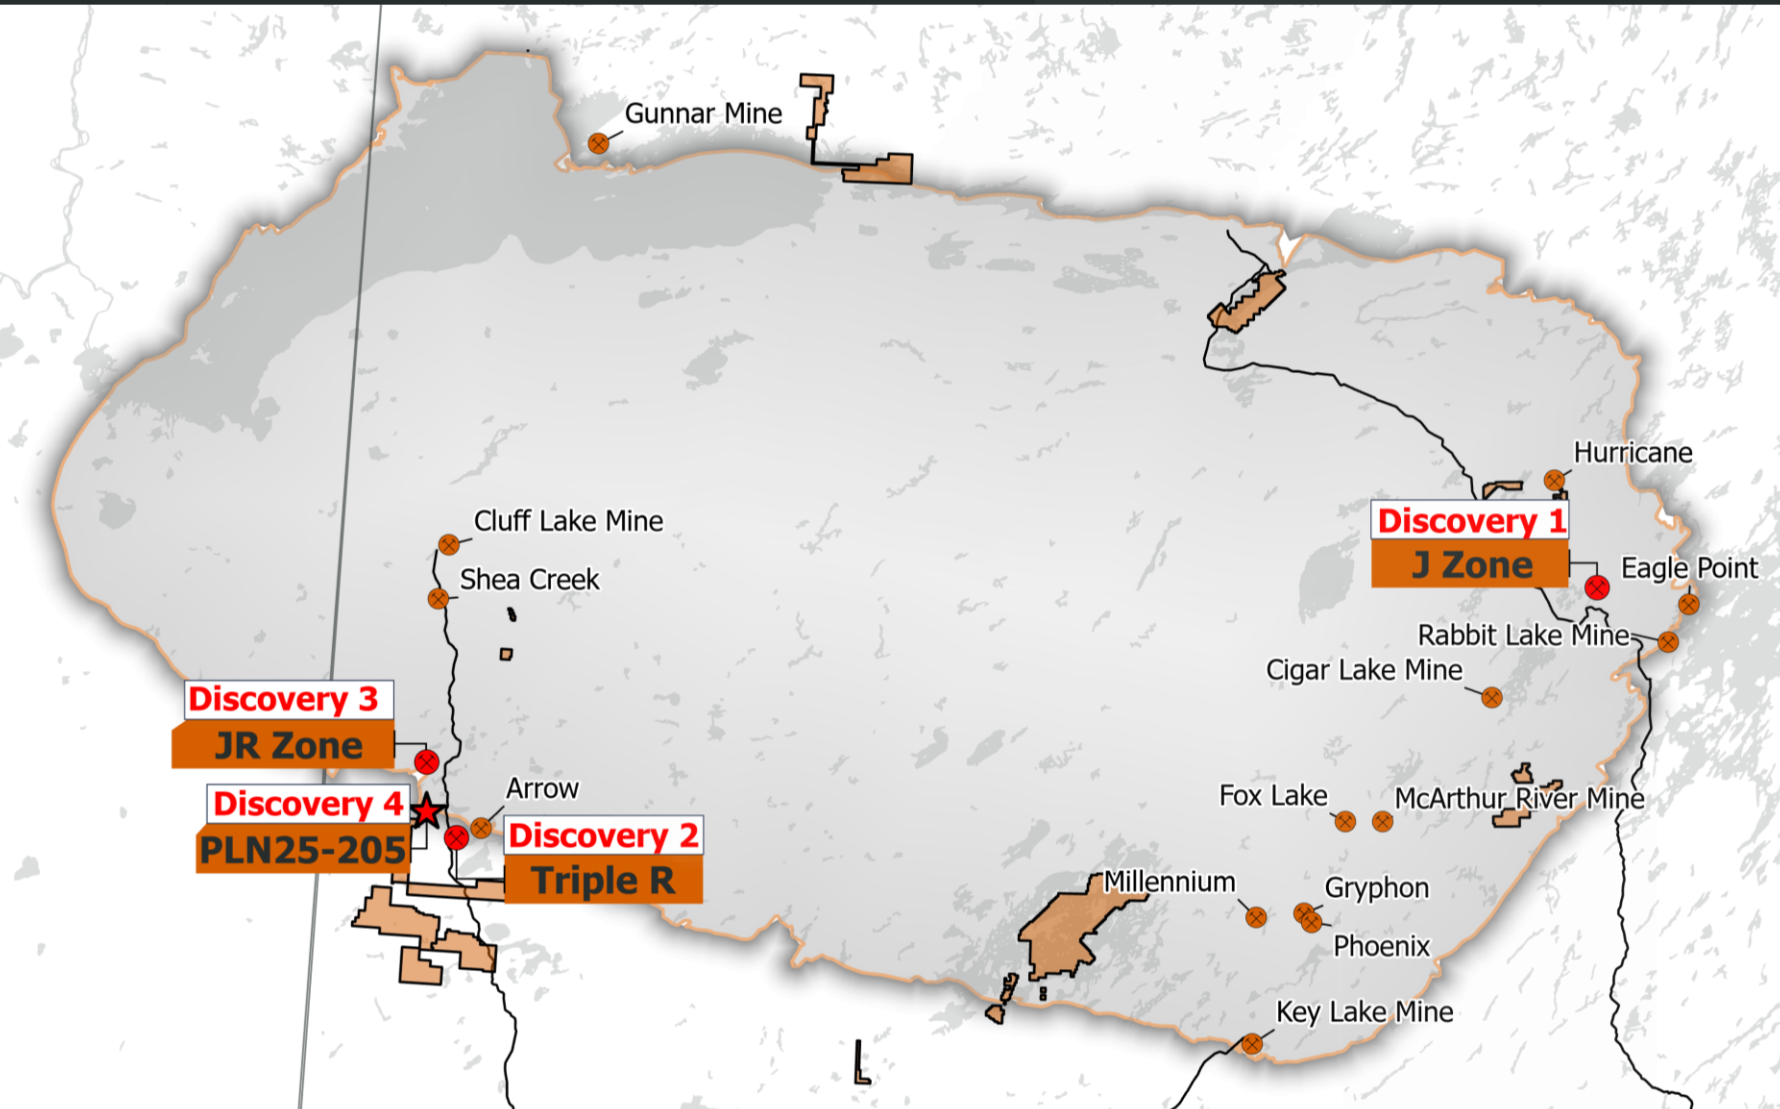 Gunnar Mine
Hurricane
Discovery 1
J Zone
Eagle Point
Cluff Lake Mine
Shea Creek
Rabbit Lake Mine
Cigar Lake Mine
Discovery 3
JR Zone
Arrow
Discovery 4
PLN25-205
Discovery 2
Triple R
Fox Lake
McArthur River Mine
Millennium
Gryphon
Phoenix
Key Lake Mine